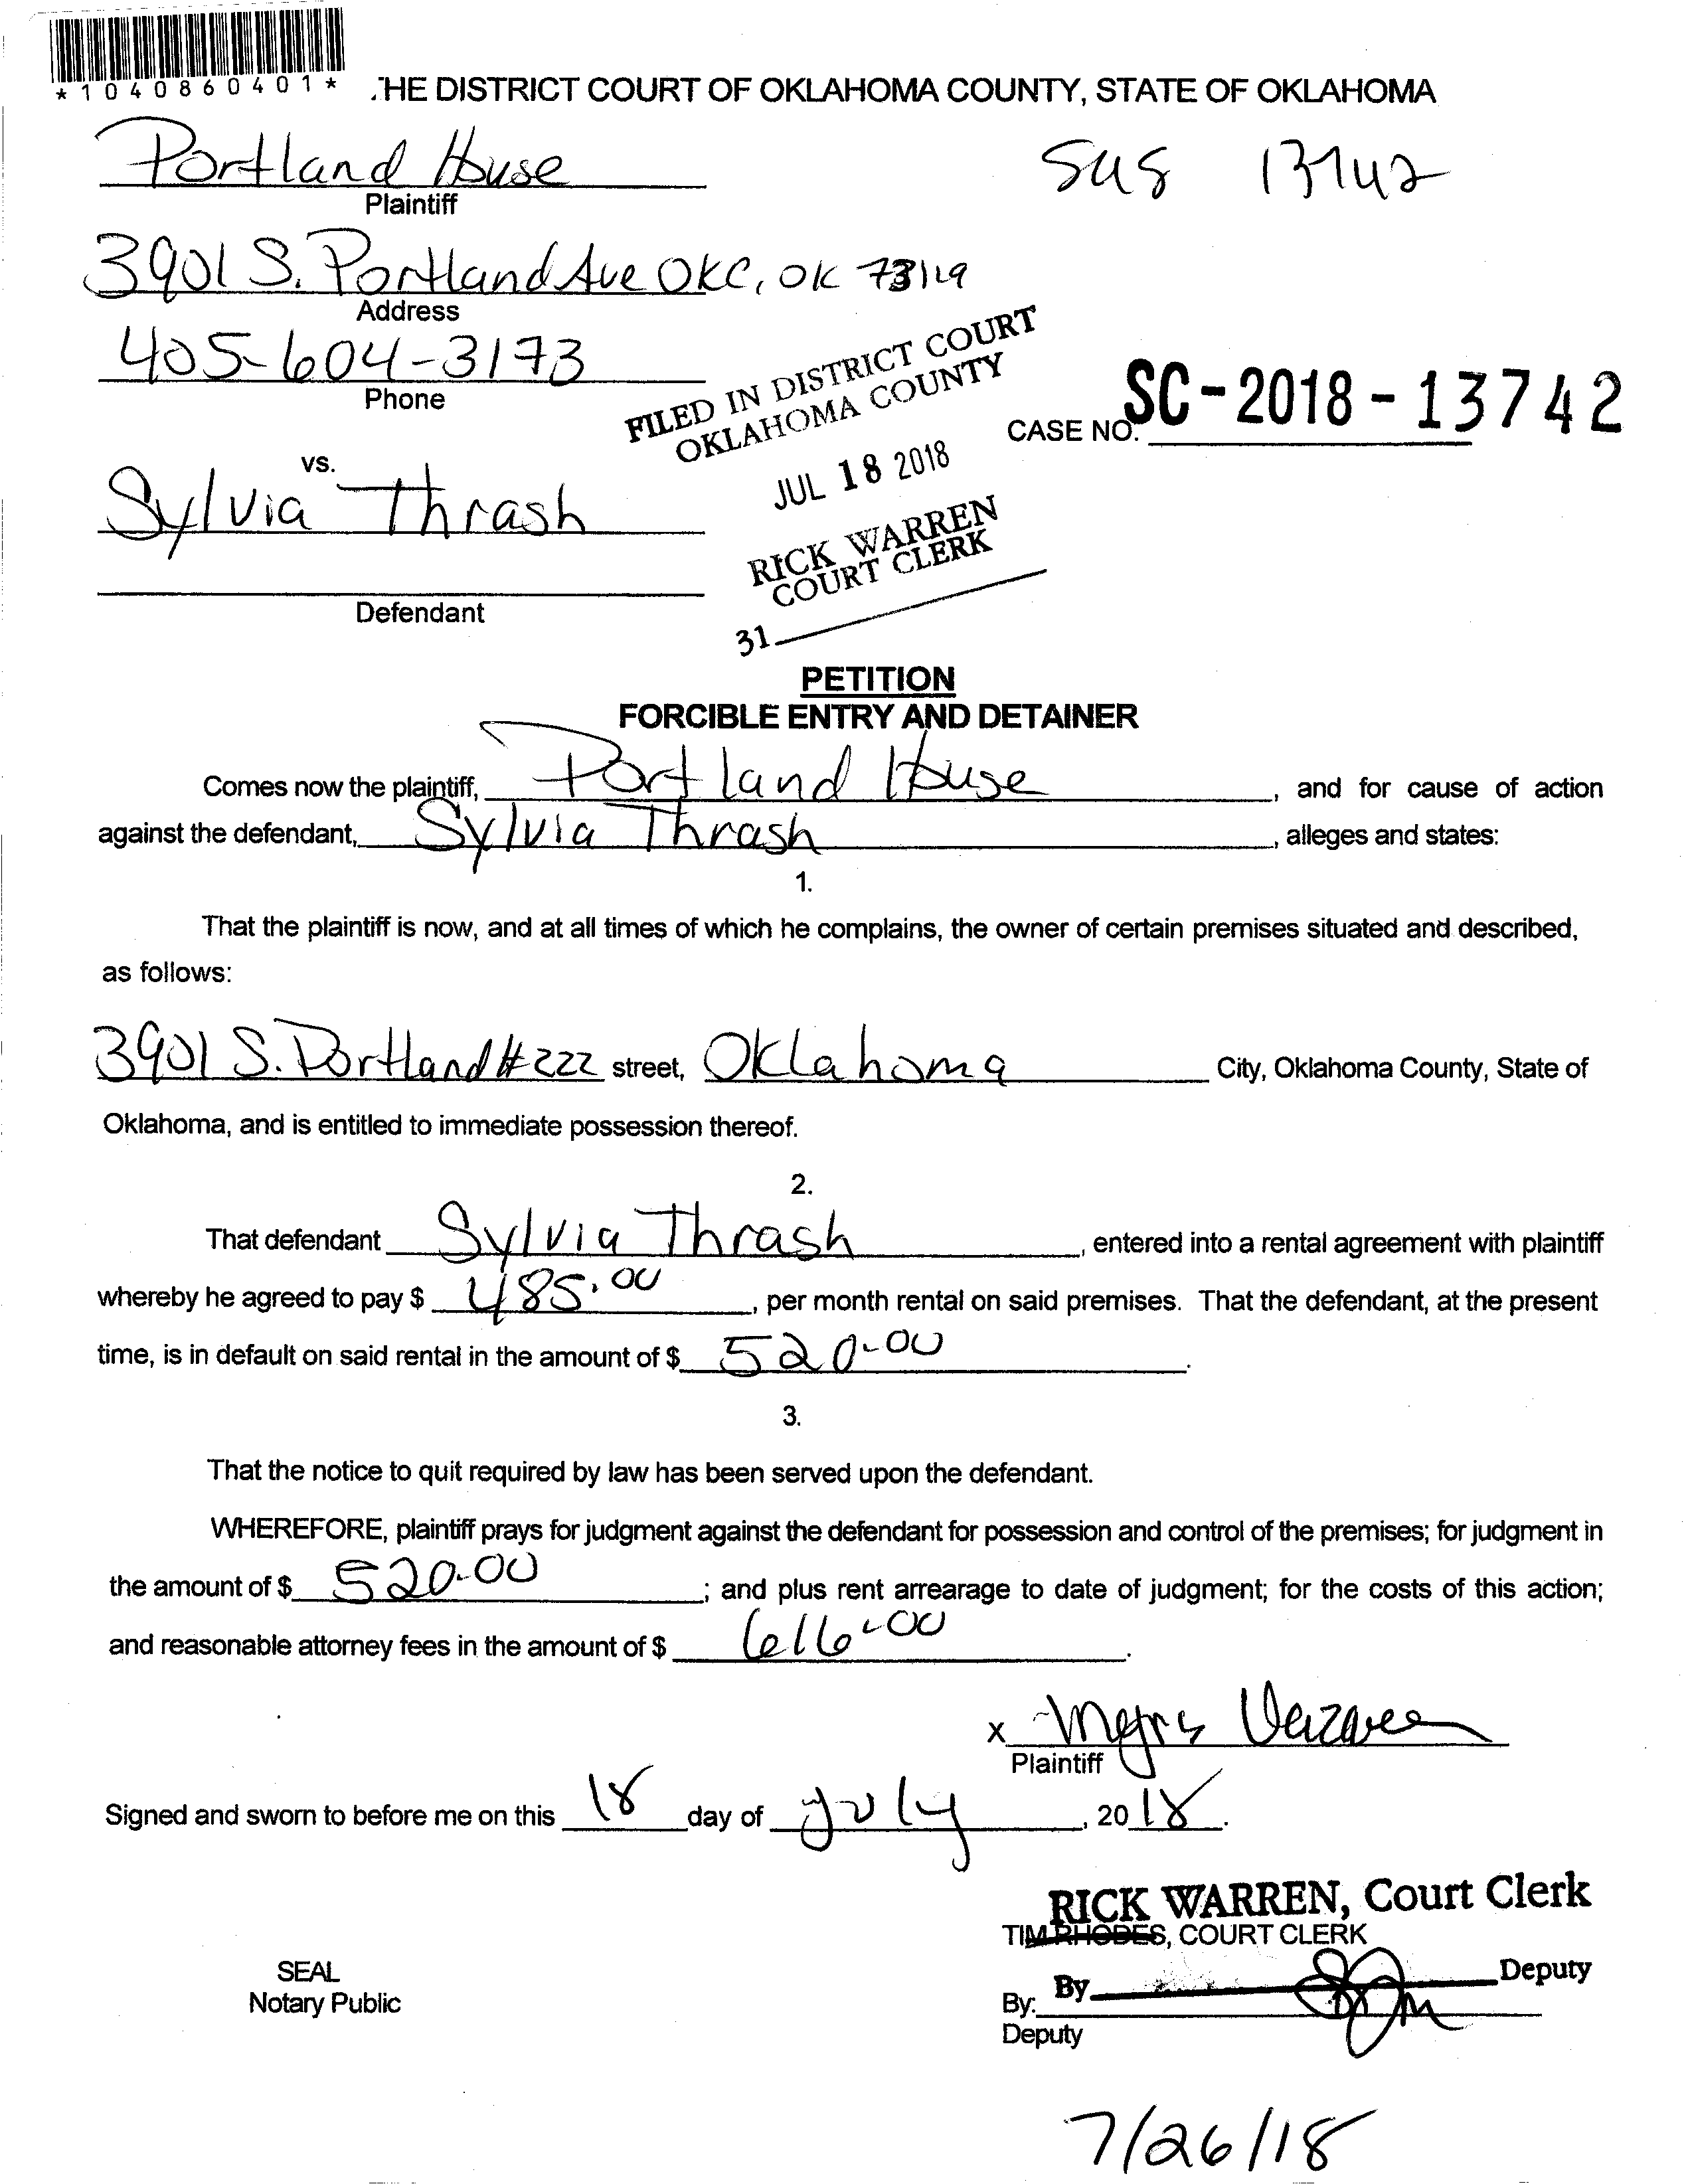 *1040860401*
THE DISTRICT COURT OF OKLAHOMA COUNTY, STATE OF OKLAHOMA
Portland House
Plaintiff
13742
3901 S. Portland Ave OKC, OK 73119
Address
405-604-3173
Phone
FILED IN DISTRICT COURT
OKLAHOMA COUNTY
JUL 18 2018
RICK WARREN
COURT CLERK
31
CASE NO. SC-2018-13742
vs.
Sylvia Thrash
Defendant
PETITION
FORCIBLE ENTRY AND DETAINER
Comes now the plaintiff, Portland House, and for cause of action
against the defendant, Sylvia Thrash, alleges and states:
1.
That the plaintiff is now, and at all times of which he complains, the owner of certain premises situated and described,
as follows:
3901 S. Portland #222 street, Oklahoma City, Oklahoma County, State of
Oklahoma, and is entitled to immediate possession thereof.
2.
That defendant Sylvia Thrash, entered into a rental agreement with plaintiff
whereby he agreed to pay $ 485.00, per month rental on said premises. That the defendant, at the present
time, is in default on said rental in the amount of $ 520.00.
3.
That the notice to quit required by law has been served upon the defendant.
WHEREFORE, plaintiff prays for judgment against the defendant for possession and control of the premises; for judgment in
the amount of $ 520.00; and plus rent arrearage to date of judgment; for the costs of this action;
and reasonable attorney fees in the amount of $ 616.00.
x
Plaintiff
Signed and sworn to before me on this 18 day of July, 2018.
RICK WARREN, Court Clerk
TIM RHODES, COURT CLERK
SEAL
Notary Public
By Deputy
By:
Deputy
7/26/18